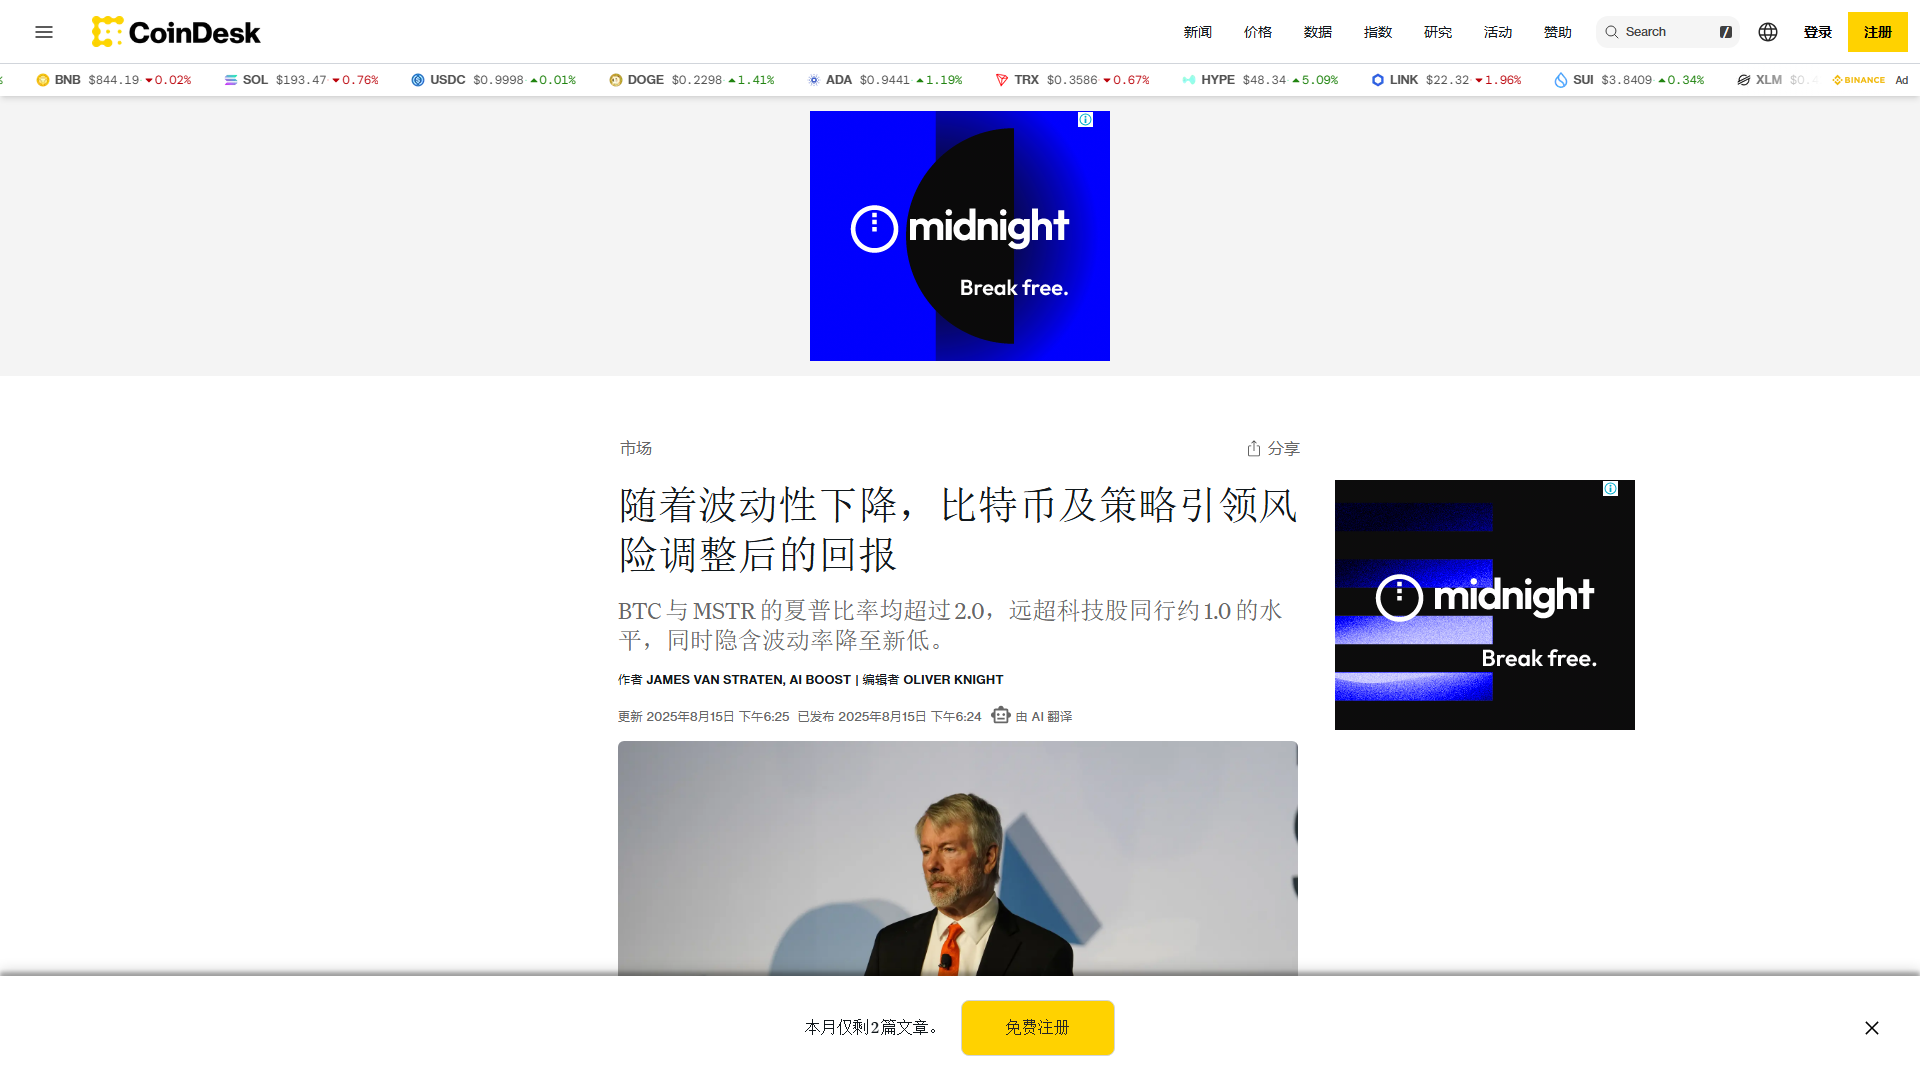 CoinDesk
新闻 价格 数据 指数 研究 活动 赞助 Search / 登录 注册
BNB $844.19 0.02% SOL $193.47 0.76% USDC $0.9998 0.01% DOGE $0.2298 1.41% ADA $0.9441 1.19% TRX $0.3586 0.67% HYPE $48.34 5.09% LINK $22.32 1.96% SUI $3.8409 0.34% XLM BINANCE Ad
midnight
Break free.
市场 分享
随着波动性下降，比特币及策略引领风
险调整后的回报
BTC 与 MSTR 的夏普比率均超过 2.0，远超科技股同行约 1.0 的水
平，同时隐含波动率降至新低。
作者 JAMES VAN STRATEN, AI BOOST | 编辑者 OLIVER KNIGHT
更新 2025年8月15日 下午6:25 已发布 2025年8月15日 下午6:24 由 AI 翻译
midnight
Break free.
本月仅剩 2 篇文章。
免费注册